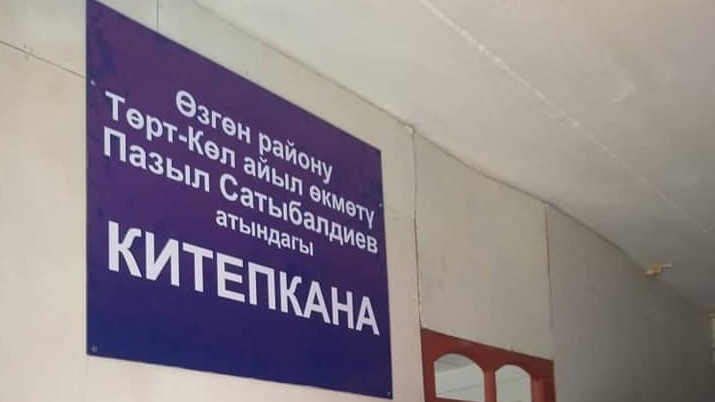 Өзгөн району
Төрт-Көл айыл өкмөтү
Пазыл Сатыбалдиев
атындагы
КИТЕПКАНА